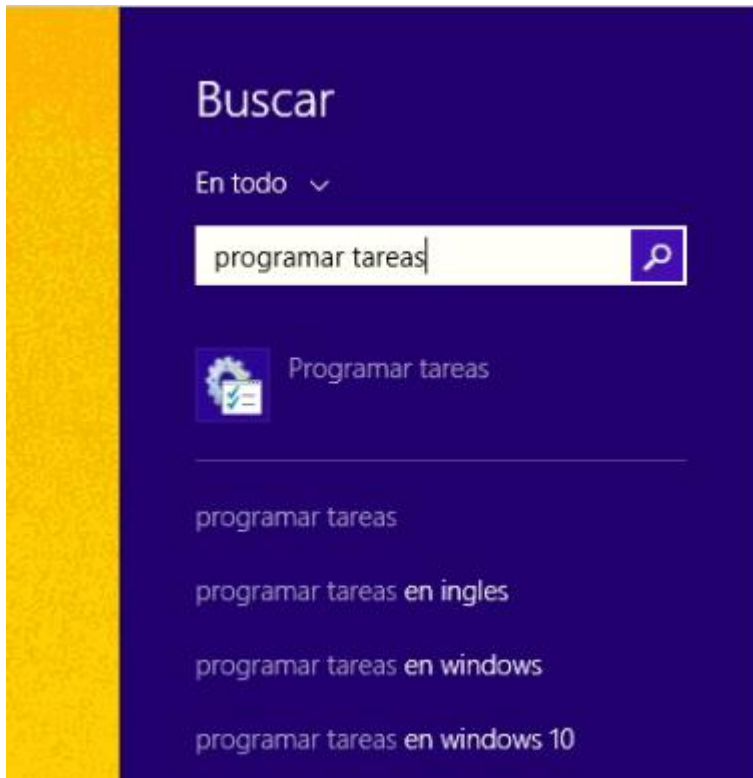 Buscar
En todo
programar tareas
Programar tareas
programar tareas
programar tareas en ingles
programar tareas en windows
programar tareas en windows 10